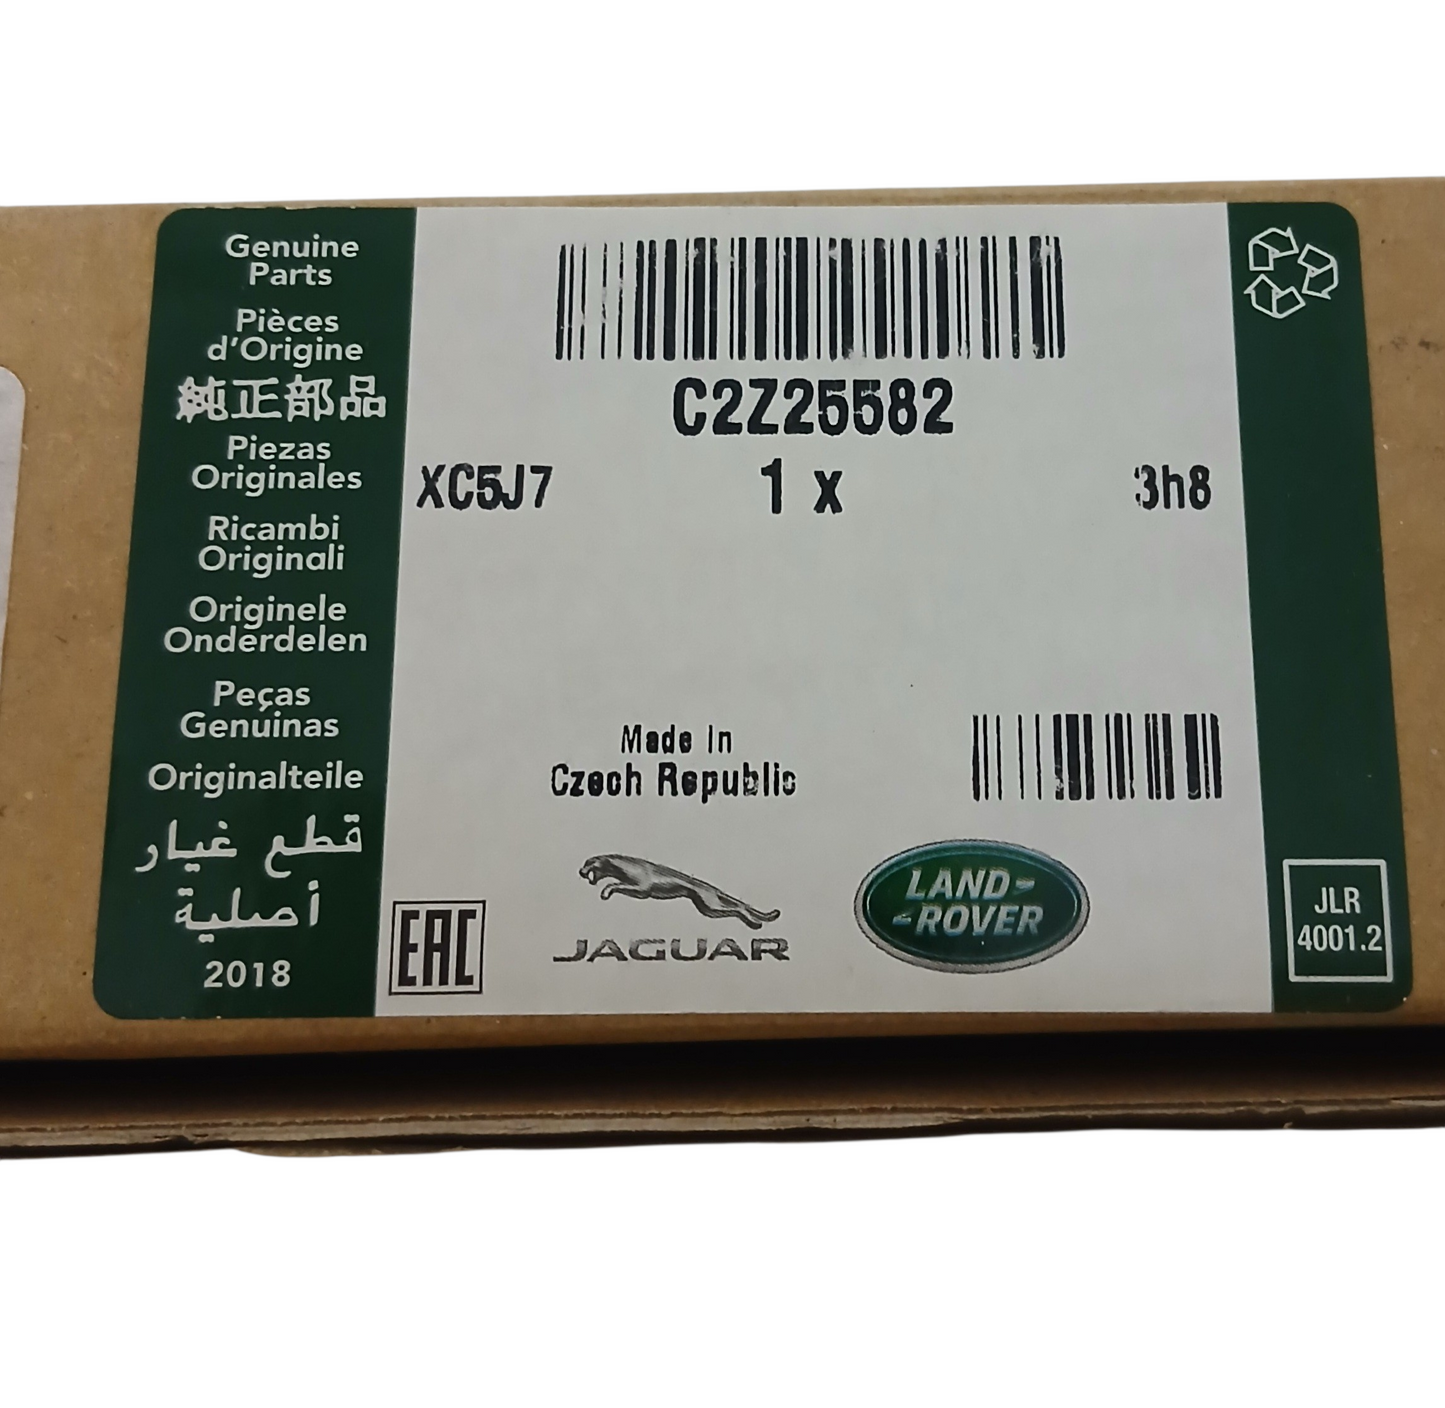 Genuine
Parts
Pièces
d'Origine
純正部品
Piezas
Originales
Ricambi
Originali
Originele
Onderdelen
Peças
Genuinas
Originalteile
قطع غيار
أصلية
2018
C2Z25582
XC5J7 1 x 3h8
Made In
Czech Republic
EAC
JAGUAR
LAND-
-ROVER
JLR
4001.2